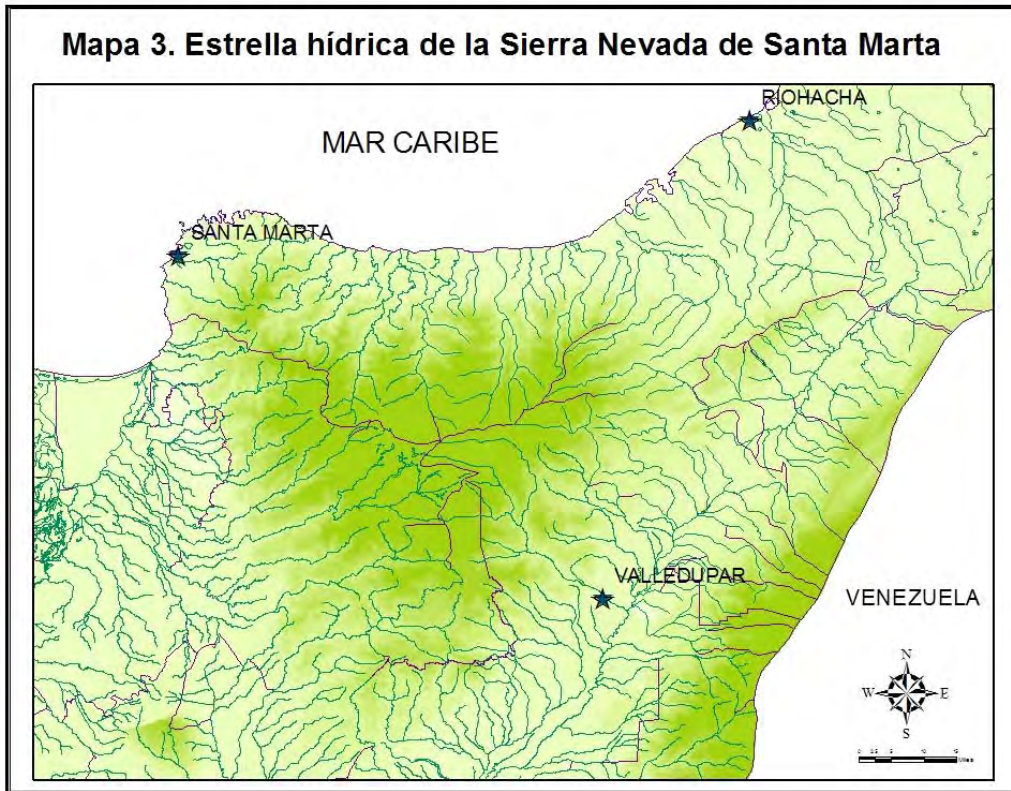 Mapa 3. Estrella hídrica de la Sierra Nevada de Santa Marta
RIOHACHA
MAR CARIBE
SANTA MARTA
VALLEDUPAR
VENEZUELA
N
W E
S